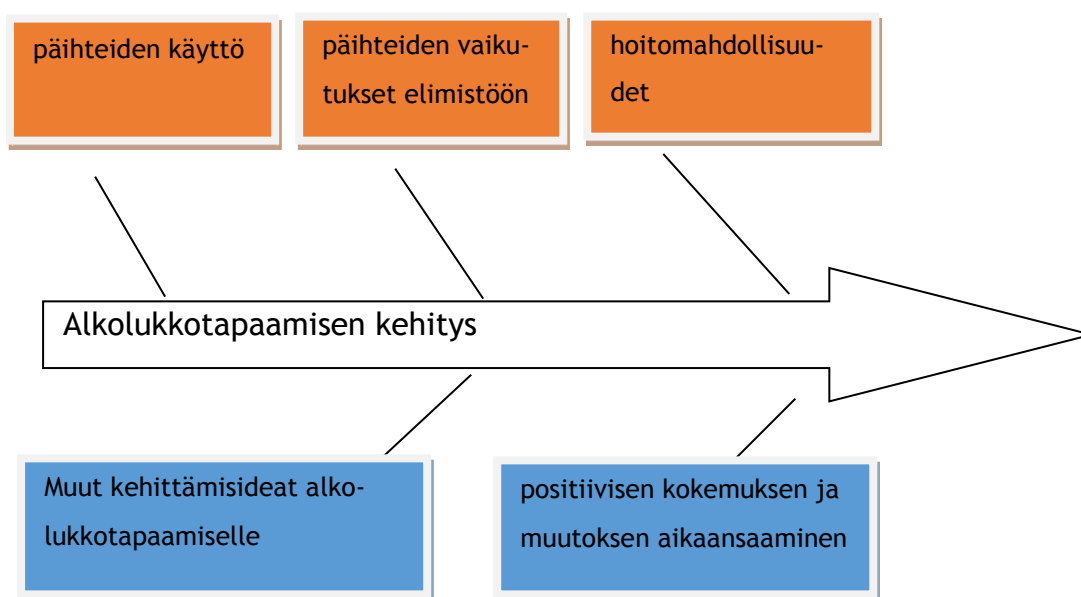 päihteiden käyttö
päihteiden vaiku-
tukset elimistöön
hoitomahdollisuu-
det
Alkolukkotapaamisen kehitys
Muut kehittämisideat alko-
lukkotapaamiselle
positiivisen kokemuksen ja
muutoksen aikaansaaminen